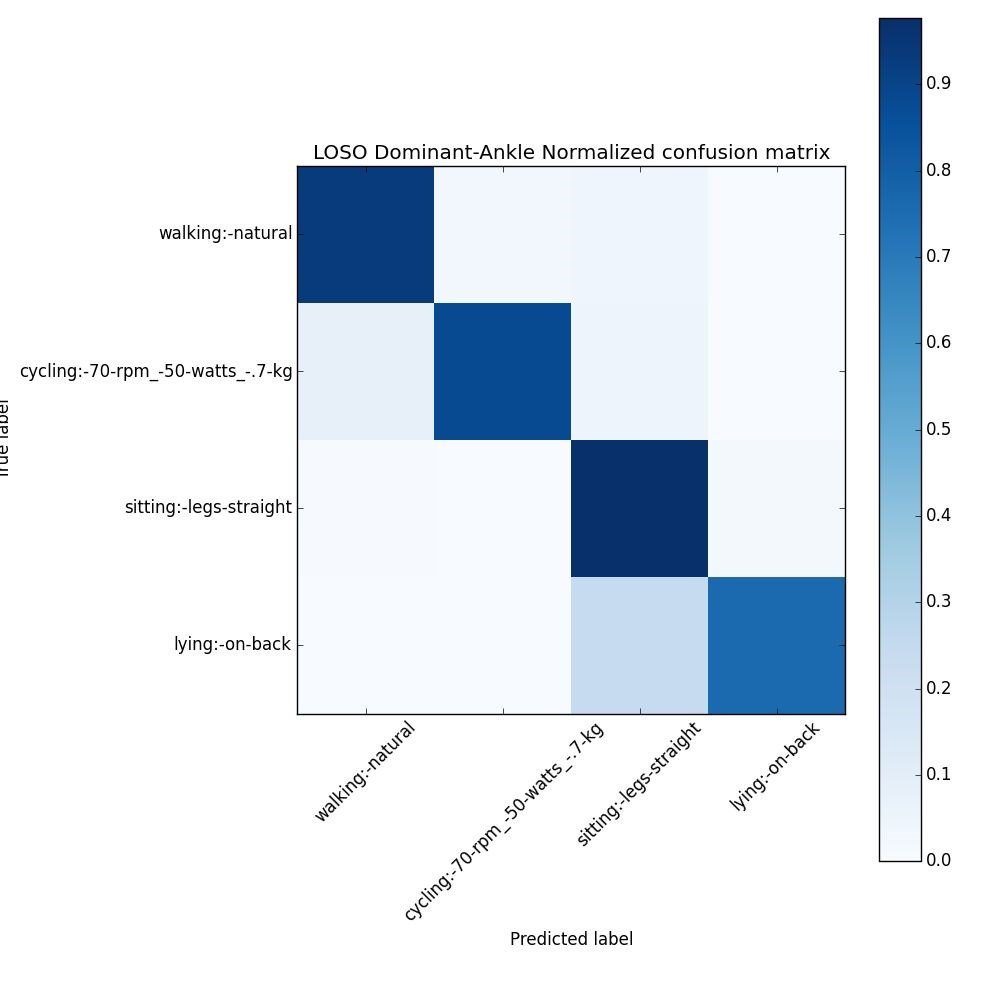 LOSO Dominant-Ankle Normalized confusion matrix
walking:-natural
cycling:-70-rpm_-50-watts_-.7-kg
sitting:-legs-straight
lying:-on-back
True label
walking:-natural
cycling:-70-rpm_-50-watts_-.7-kg
sitting:-legs-straight
lying:-on-back
Predicted label
0.9
0.8
0.7
0.6
0.5
0.4
0.3
0.2
0.1
0.0